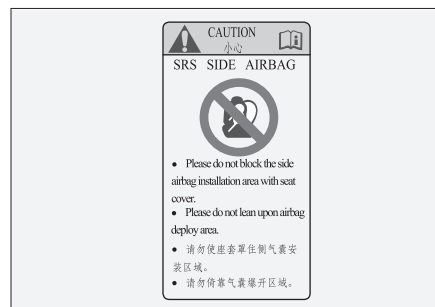 CAUTION
小心
SRS SIDE AIRBAG
● Please do not block the side
airbag installation area with seat
cover.
● Please do not lean upon airbag
deploy area.
● 请勿使座套罩住侧气囊安
装区域。
● 请勿倚靠气囊爆开区域。